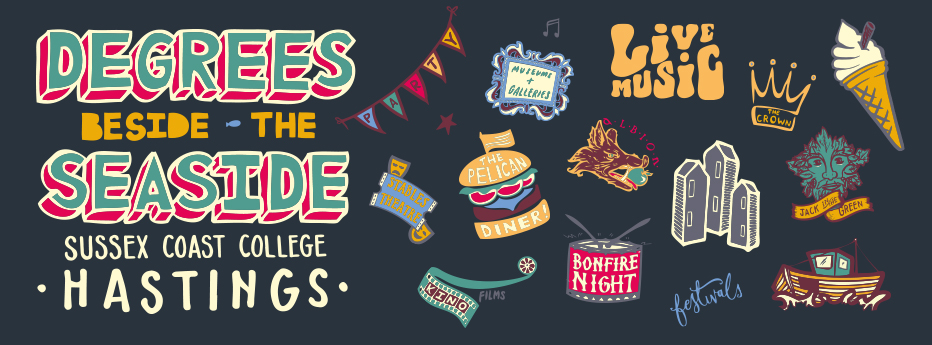 DEGREES
BESIDE THE
SEASIDE
SUSSEX COAST COLLEGE
HASTINGS
PARTY
MUSEUMS
+
GALLERIES
LIVE
MUSIC
THE
CROWN
STABLES
THEATRE
THE
PELICAN
DINER!
ALBION
JACK IN THE GREEN
BONFIRE
NIGHT
KINO
FILMS
festivals